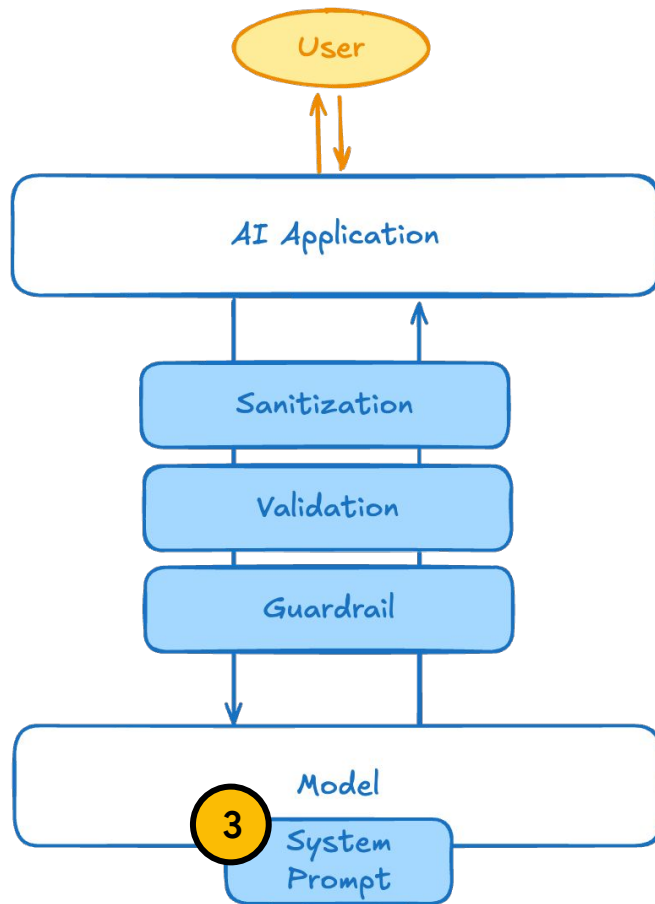 User
AI Application
Sanitization
Validation
Guardrail
Model
3
System
Prompt